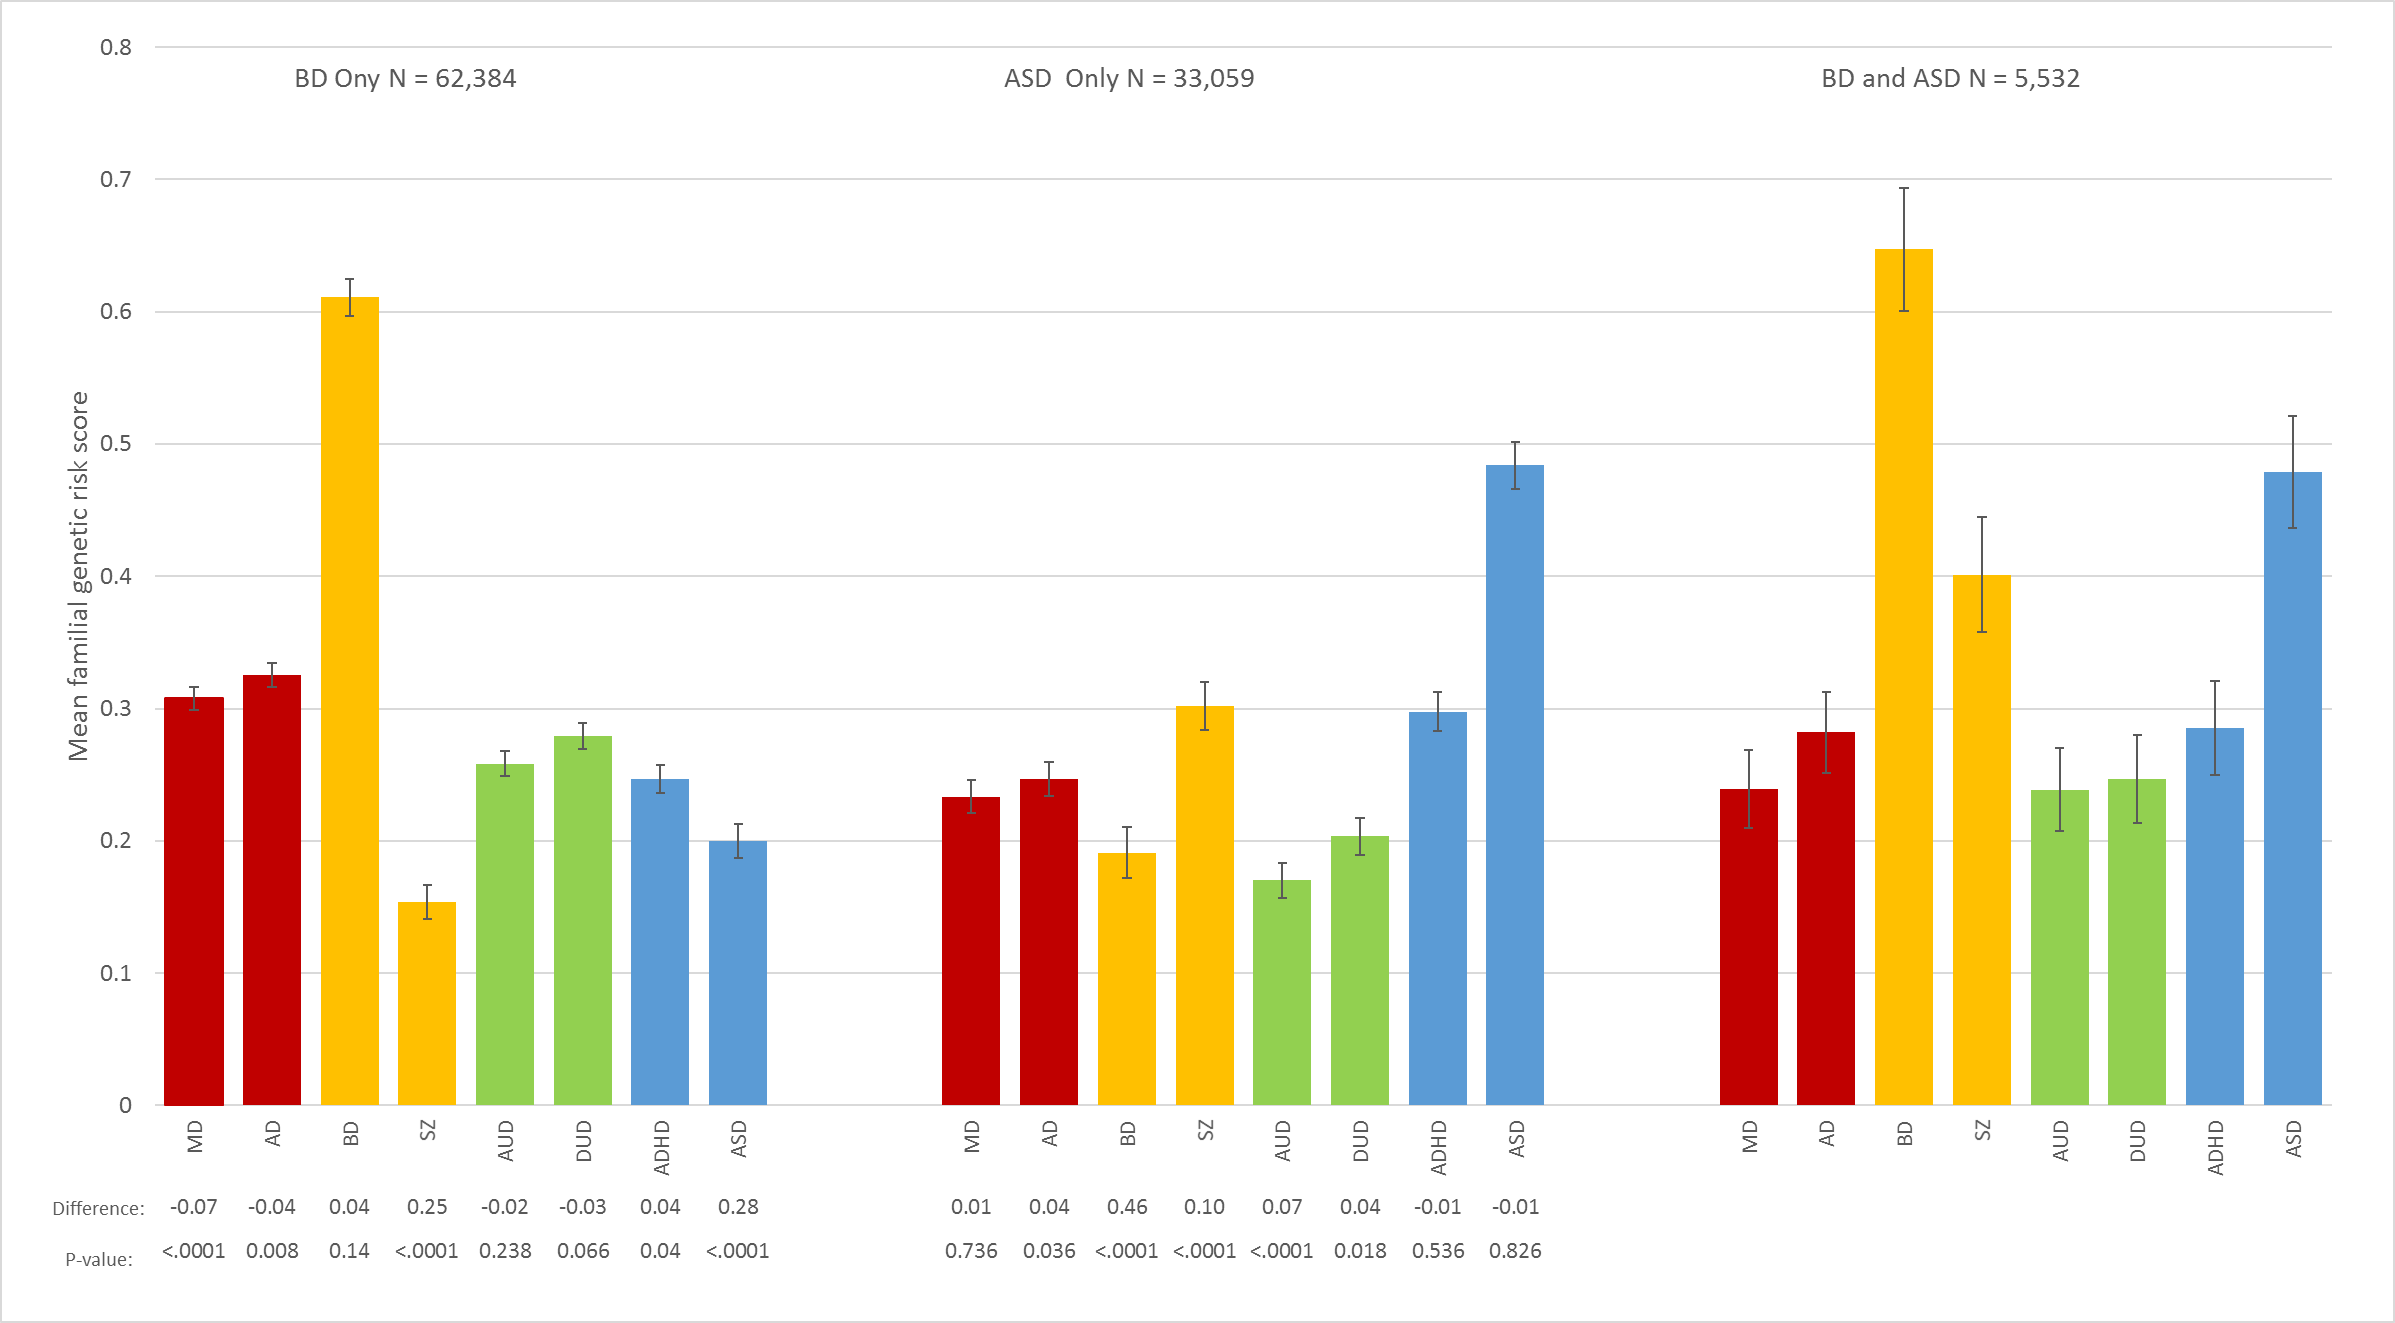 0.8
BD Ony N = 62,384
ASD  Only N = 33,059
BD and ASD N = 5,532
0.7
0.6
0.5
0.4
0.3
0.2
0.1
0
Mean familial genetic risk score
MD AD BD SZ AUD DUD ADHD ASD MD AD BD SZ AUD DUD ADHD ASD MD AD BD SZ AUD DUD ADHD ASD
Difference: -0.07 -0.04 0.04 0.25 -0.02 -0.03 0.04 0.28 0.01 0.04 0.46 0.10 0.07 0.04 -0.01 -0.01
P-value: <.0001 0.008 0.14 <.0001 0.238 0.066 0.04 <.0001 0.736 0.036 <.0001 <.0001 <.0001 0.018 0.536 0.826